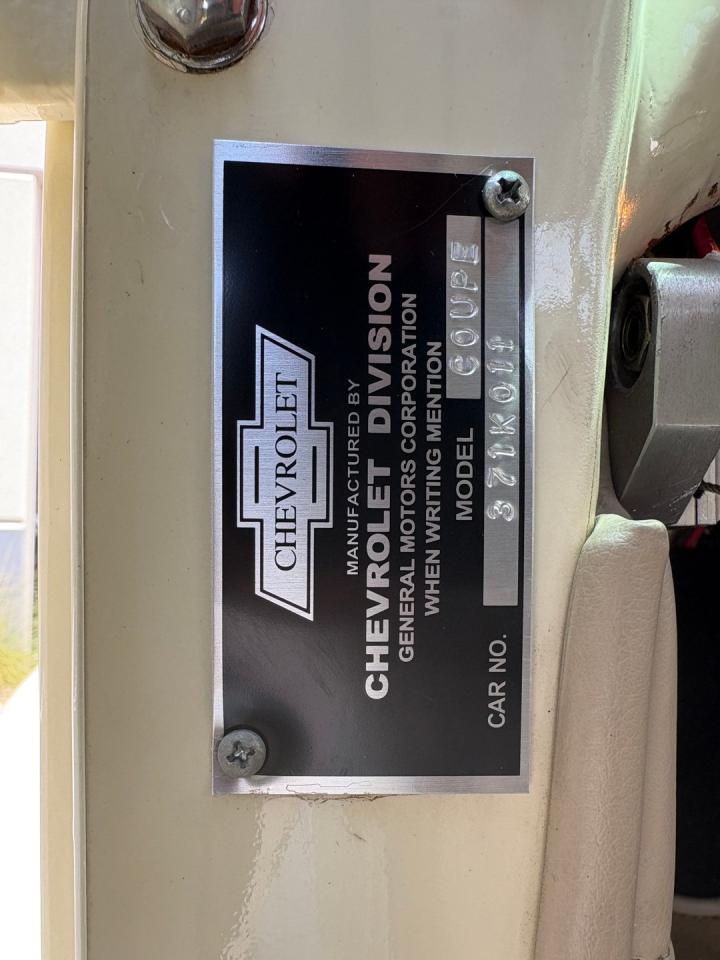 CHEVROLET
MANUFACTURED BY
CHEVROLET DIVISION
GENERAL MOTORS CORPORATION
WHEN WRITING MENTION
MODEL COUPE
CAR NO. 371K011